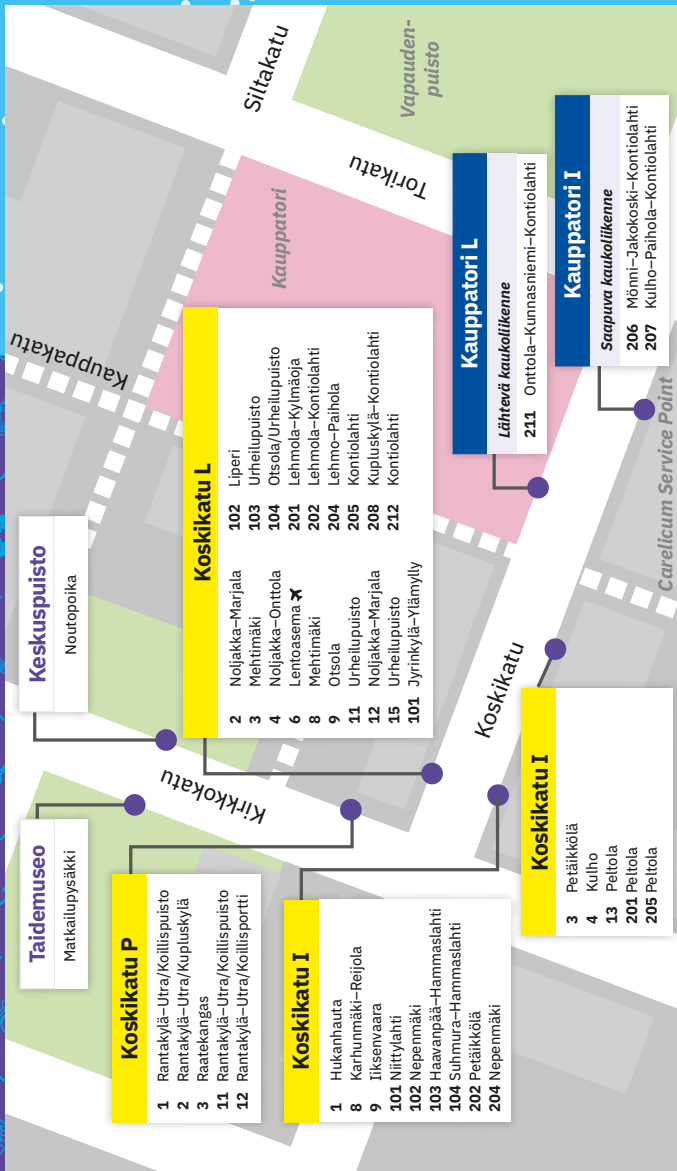 Taidemuseo
Matkailupysäkki
Keskuspuisto
Noutopoika
Koskikatu P
1 Rantakylä–Utra/Koillispuisto
2 Rantakylä–Utra/Kupluskylä
3 Raatekangas
11 Rantakylä–Utra/Koillispuisto
12 Rantakylä–Utra/Koillisportti
Koskikatu L
2 Noljakka–Marjala
3 Mehtimäki
4 Noljakka–Onttola
6 Lentoasema
8 Mehtimäki
9 Otsola
11 Urheilupuisto
12 Noljakka–Marjala
15 Urheilupuisto
101 Jyrinkylä–Ylämylly
102 Liperi
103 Urheilupuisto
104 Otsola/Urheilupuisto
201 Lehmola–Kylmäoja
202 Lehmola–Kontiolahti
204 Lehmo–Paihola
205 Kontiolahti
208 Kupluskylä–Kontiolahti
212 Kontiolahti
Koskikatu I
1 Hukanhauta
8 Karhunmäki–Reijola
9 Iiksenvaara
101 Niittylahti
102 Nepenmäki
103 Haavanpää–Hammaslahti
104 Suhmura–Hammaslahti
202 Petäikkölä
204 Nepenmäki
Koskikatu I
3 Petäikkölä
4 Kulho
13 Peltola
201 Peltola
205 Peltola
Kauppatori L
Lähtevä kaukoliikenne
211 Onttola–Kunnasniemi–Kontiolahti
Kauppatori I
Saapuva kaukoliikenne
206 Mönni–Jakokoski–Kontiolahti
207 Kulho–Paihola–Kontiolahti
Kauppakatu
Kirkkokatu
Koskikatu
Kauppatori
Siltakatu
Torikatu
Vapauden-
puisto
Carelicum Service Point